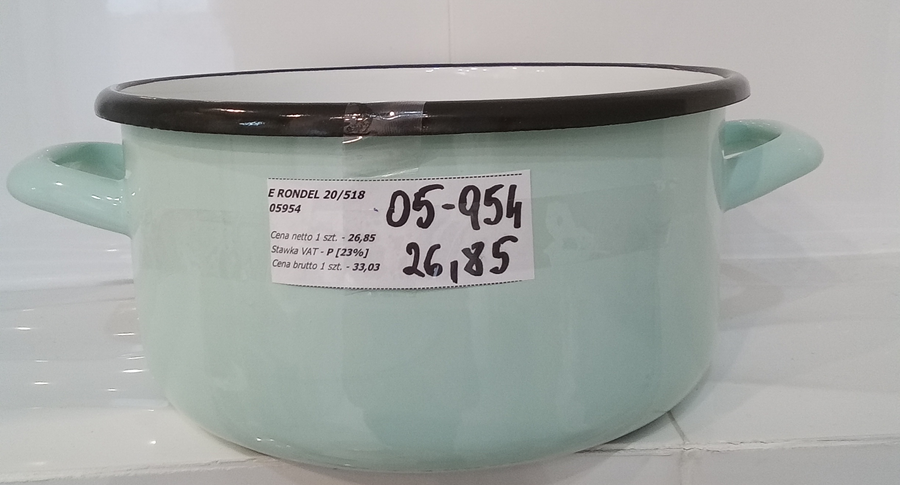 E RONDEL 20/518
05954
Cena netto 1 szt. - 26,85
Stawka VAT - P [23%]
Cena brutto 1 szt. - 33,03
05-954
26,85